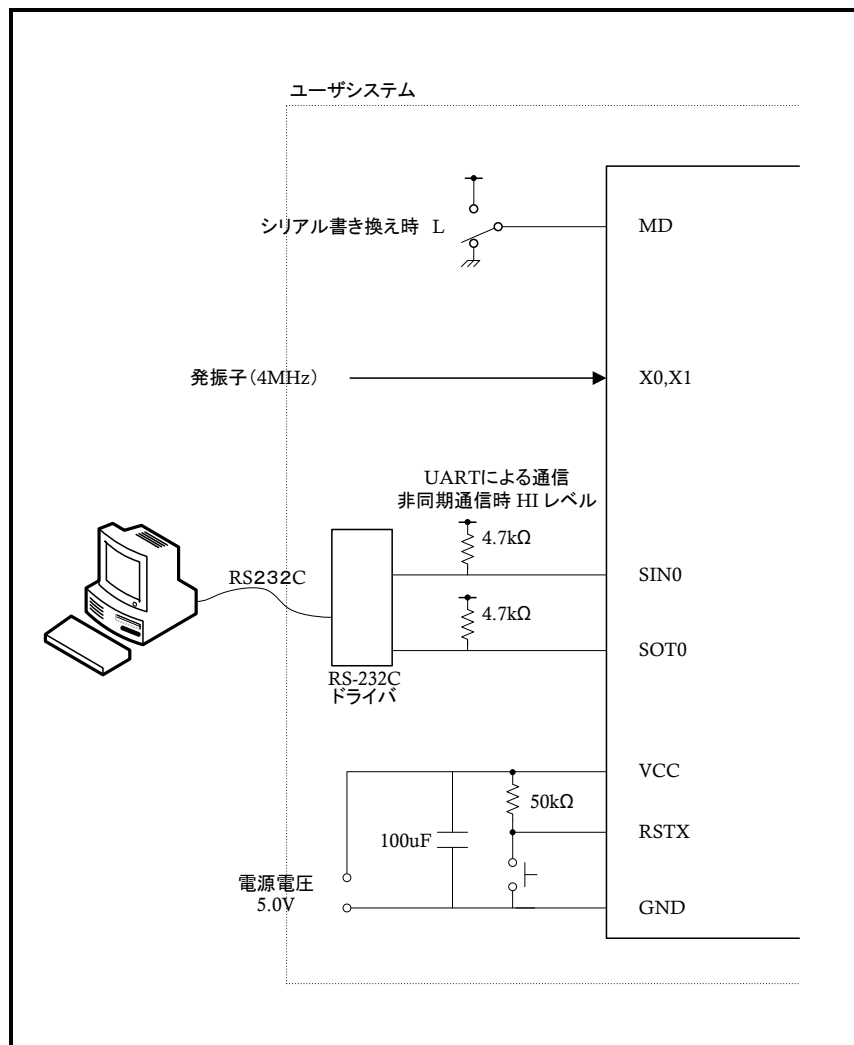 ユーザシステム
シリアル書き換え時 L
MD
発振子(4MHz)
X0,X1
UARTによる通信
非同期通信時 HI レベル
4.7kΩ
RS232C
SIN0
4.7kΩ
SOT0
RS-232C
ドライバ
VCC
50kΩ
100uF
RSTX
電源電圧
5.0V
GND